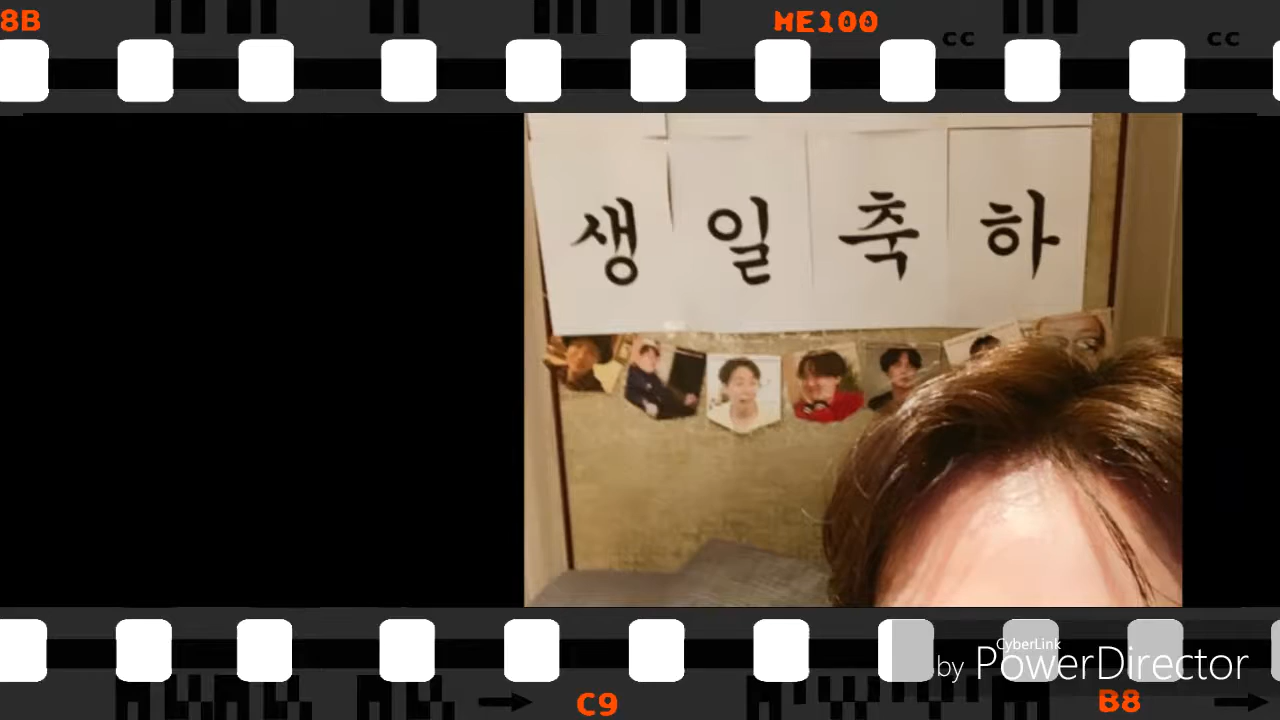 8B
ME100
cc
cc
생일축하
CyberLink
by PowerDirector
C9
B8